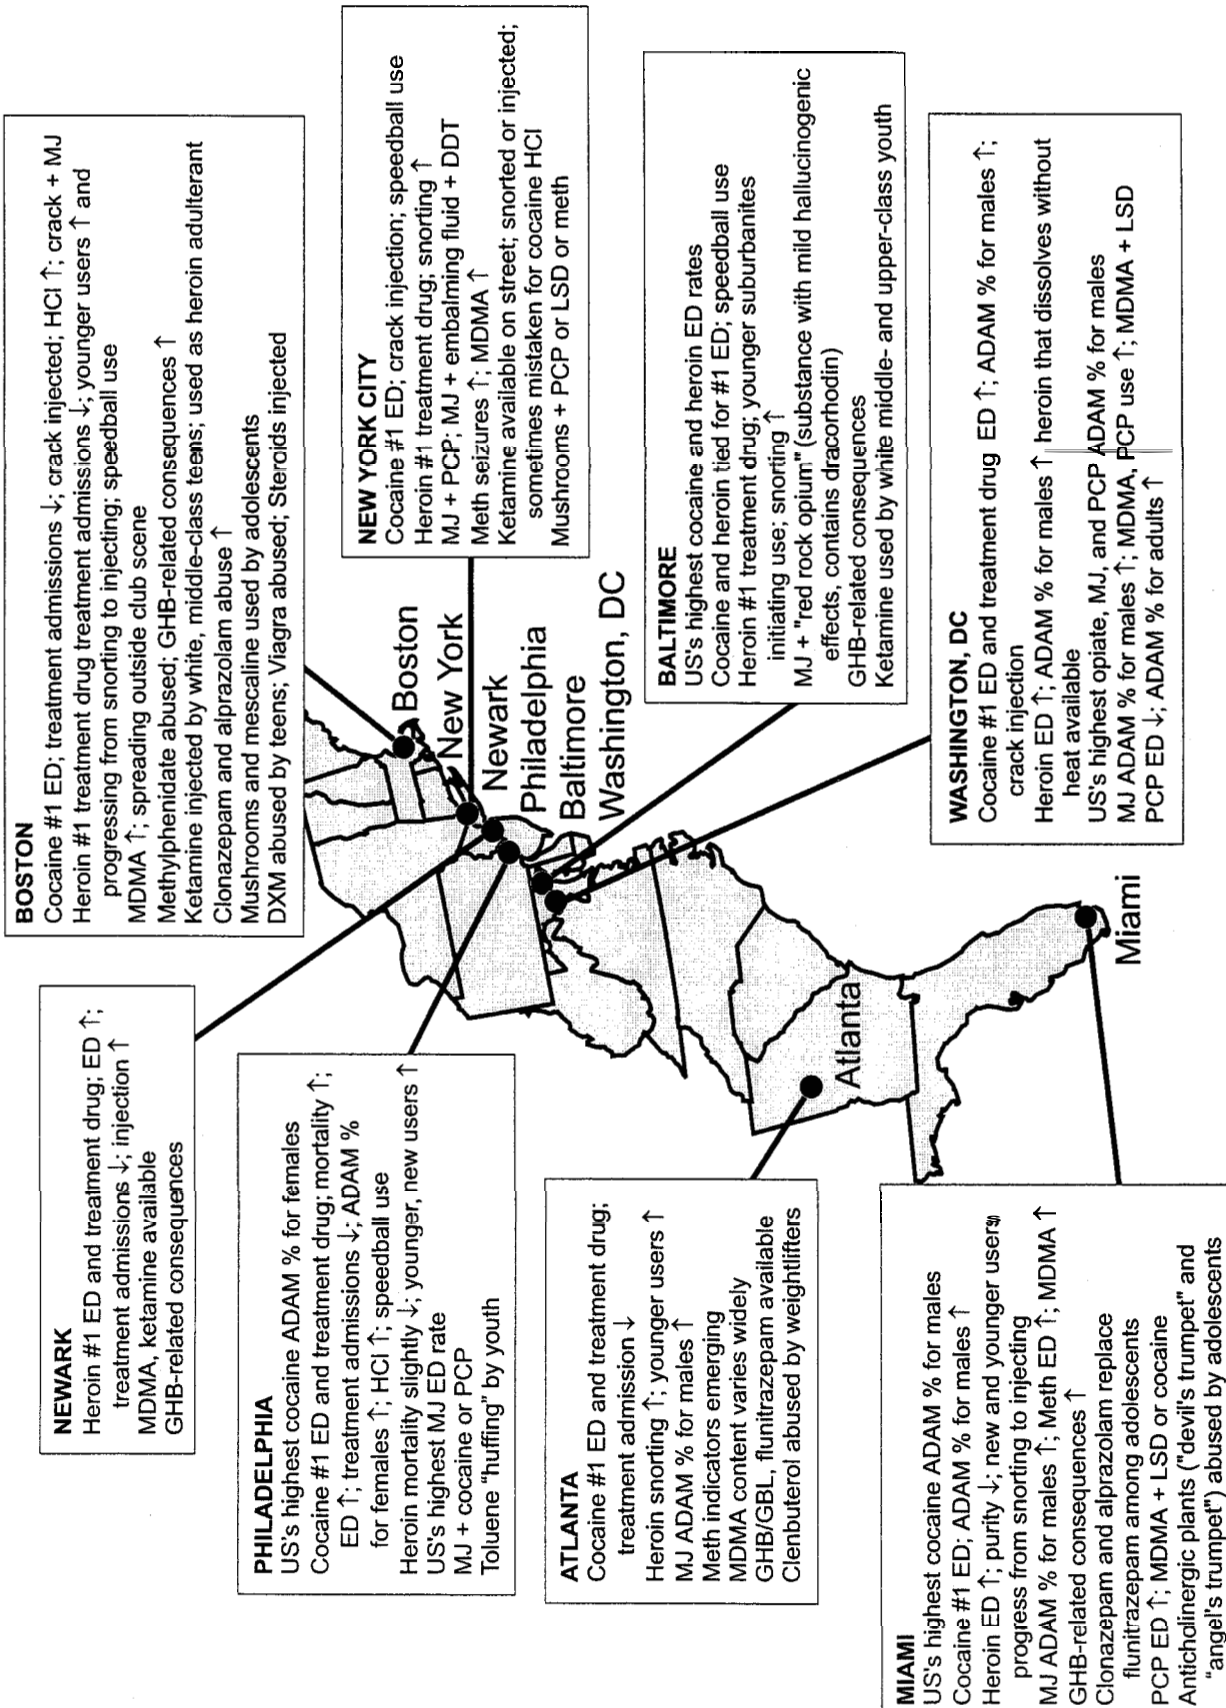 BOSTON
Cocaine #1 ED; treatment admissions ↓; crack injected; HCl ↑; crack + MJ
Heroin #1 treatment drug treatment admissions ↓; younger users ↑ and
progressing from snorting to injecting; speedball use
MDMA ↑; spreading outside club scene
Methylphenidate abused; GHB-related consequences ↑
Ketamine injected by white, middle-class teens; used as heroin adulterant
Clonazepam and alprazolam abuse ↑
Mushrooms and mescaline used by adolescents
DXM abused by teens; Viagra abused; Steroids injected
NEW YORK CITY
Cocaine #1 ED; crack injection; speedball use
Heroin #1 treatment drug; snorting ↑
MJ + PCP; MJ + embalming fluid + DDT
Meth seizures ↑; MDMA ↑
Ketamine available on street; snorted or injected;
sometimes mistaken for cocaine HCl
Mushrooms + PCP or LSD or meth
BALTIMORE
US's highest cocaine and heroin ED rates
Cocaine and heroin tied for #1 ED; speedball use
Heroin #1 treatment drug; younger suburbanites
initiating use; snorting ↑
MJ + "red rock opium" (substance with mild hallucinogenic
effects, contains dracorhodin)
GHB-related consequences
Ketamine used by white middle- and upper-class youth
WASHINGTON, DC
Cocaine #1 ED and treatment drug ED ↑; ADAM % for males ↑;
crack injection
Heroin ED ↑; ADAM % for males ↑ heroin that dissolves without
heat available
US's highest opiate, MJ, and PCP ADAM % for males
MJ ADAM % for males ↑; MDMA, PCP use ↑; MDMA + LSD
PCP ED ↓; ADAM % for adults ↑
NEWARK
Heroin #1 ED and treatment drug; ED ↑;
treatment admissions ↓; injection ↑
MDMA, ketamine available
GHB-related consequences
PHILADELPHIA
US's highest cocaine ADAM % for females
Cocaine #1 ED and treatment drug; mortality ↑;
ED ↑; treatment admissions ↓; ADAM %
for females ↑; HCl ↑; speedball use
Heroin mortality slightly ↓; younger, new users ↑
US's highest MJ ED rate
MJ + cocaine or PCP
Toluene "huffing" by youth
ATLANTA
Cocaine #1 ED and treatment drug;
treatment admission ↓
Heroin snorting ↑; younger users ↑
MJ ADAM % for males ↑
Meth indicators emerging
MDMA content varies widely
GHB/GBL, flunitrazepam available
Clenbuterol abused by weightlifters
MIAMI
US's highest cocaine ADAM % for males
Cocaine #1 ED; ADAM % for males ↑
Heroin ED ↑; purity ↓; new and younger users
progress from snorting to injecting
MJ ADAM % for males ↑; Meth ED ↑; MDMA ↑
GHB-related consequences ↑
Clonazepam and alprazolam replace
flunitrazepam among adolescents
PCP ED ↑; MDMA + LSD or cocaine
Anticholinergic plants ("devil's trumpet" and
"angel's trumpet") abused by adolescents
Boston
New York
Newark
Philadelphia
Baltimore
Washington, DC
Atlanta
Miami